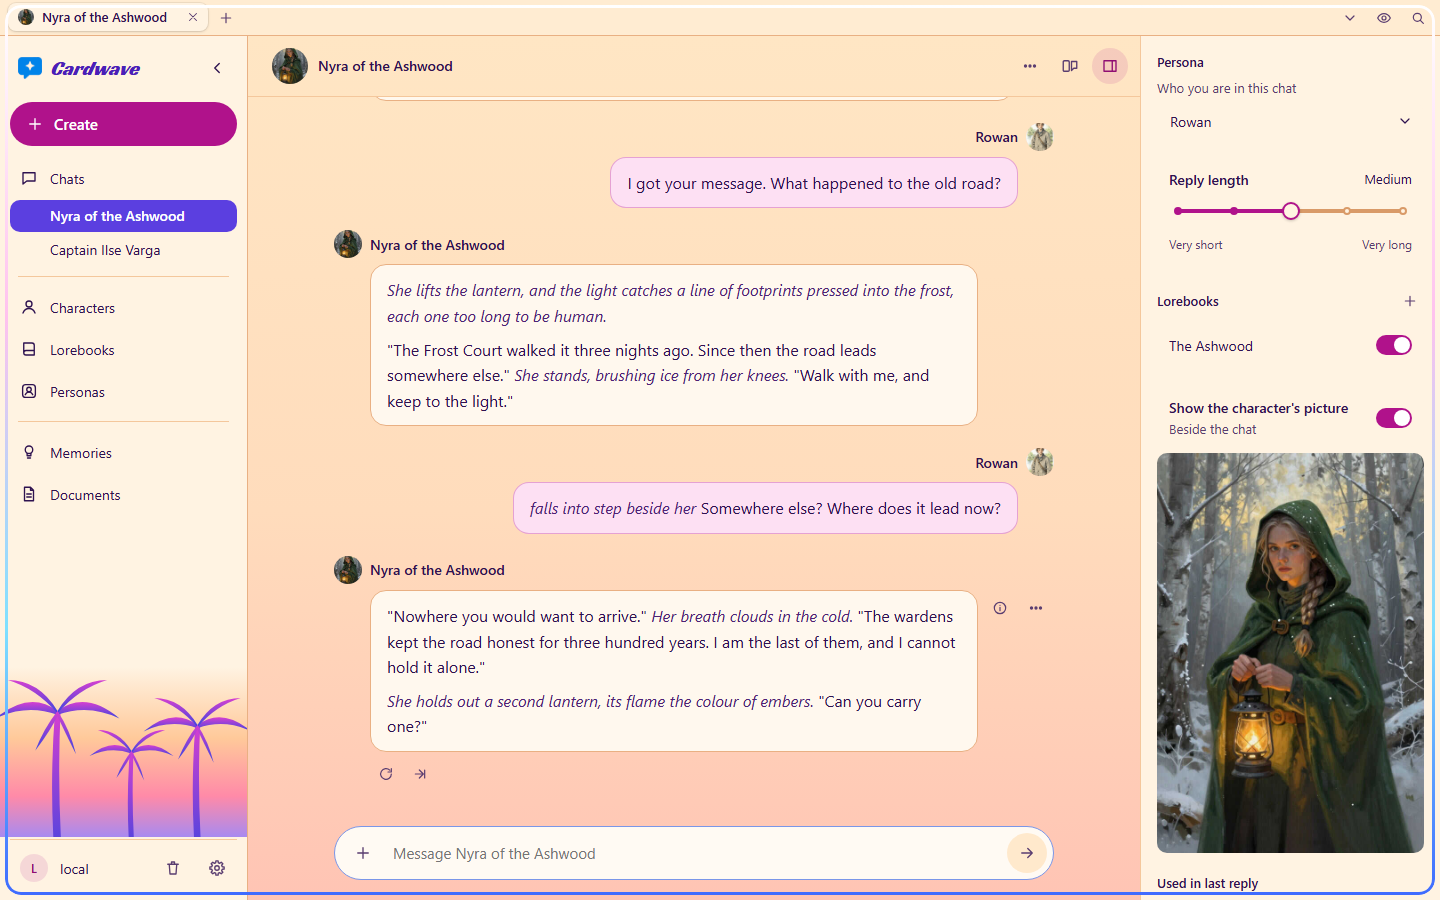 Nyra of the Ashwood
Cardwave
Create
Chats
Nyra of the Ashwood
Captain Ilse Varga
Characters
Lorebooks
Personas
Memories
Documents
L
local
Nyra of the Ashwood
Rowan
I got your message. What happened to the old road?
Nyra of the Ashwood
She lifts the lantern, and the light catches a line of footprints pressed into the frost,
each one too long to be human.
"The Frost Court walked it three nights ago. Since then the road leads
somewhere else." She stands, brushing ice from her knees. "Walk with me, and
keep to the light."
Rowan
falls into step beside her Somewhere else? Where does it lead now?
Nyra of the Ashwood
"Nowhere you would want to arrive." Her breath clouds in the cold. "The wardens
kept the road honest for three hundred years. I am the last of them, and I cannot
hold it alone."
She holds out a second lantern, its flame the colour of embers. "Can you carry
one?"
Message Nyra of the Ashwood
Persona
Who you are in this chat
Rowan
Reply length Medium
Very short Very long
Lorebooks
The Ashwood
Show the character's picture
Beside the chat
Used in last reply